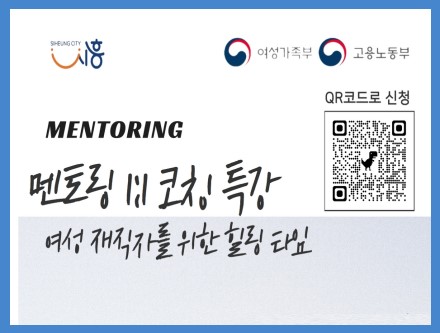 SIHEUNG CITY
시흥
여성가족부 고용노동부
QR코드로 신청
MENTORING
멘토링 1:1 코칭 특강
여성 재직자를 위한 힐링 타임